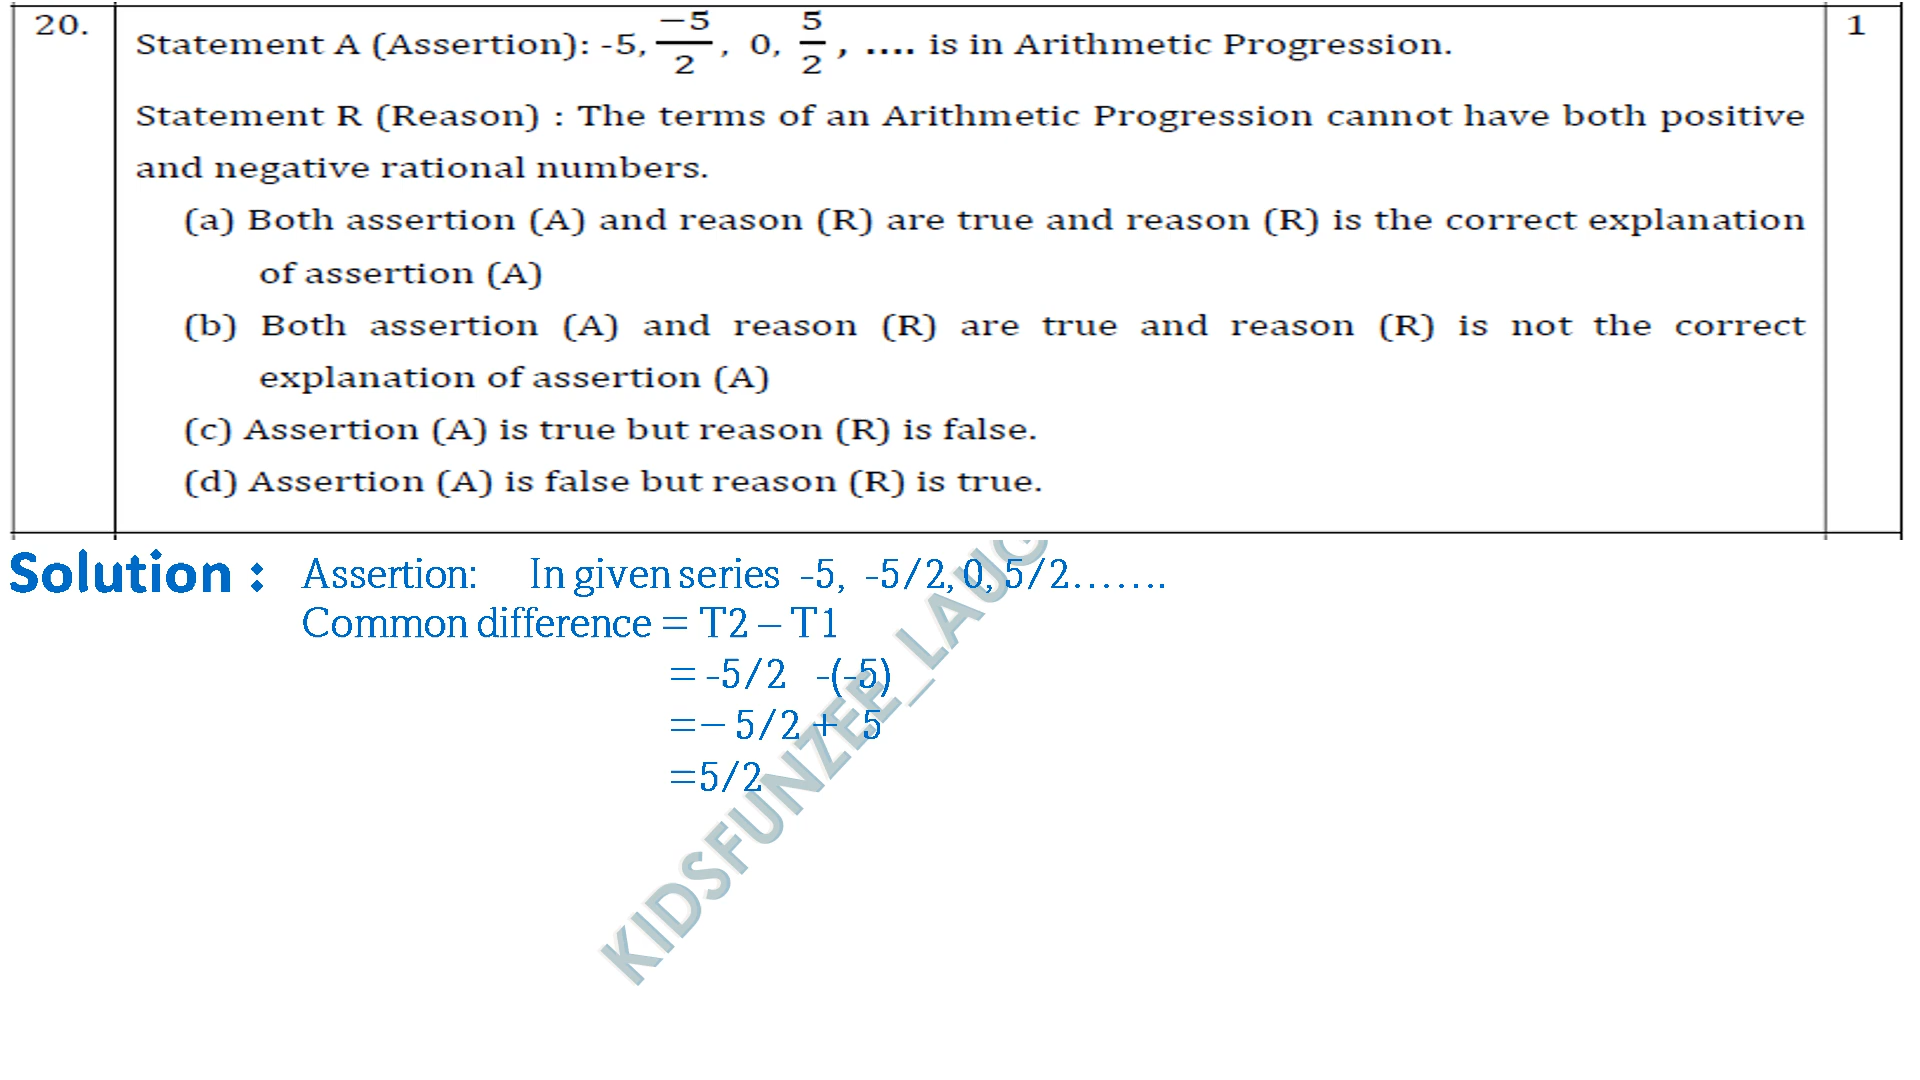 20.
1
Statement A (Assertion): -5, −5/2, 0, 5/2, .... is in Arithmetic Progression.
Statement R (Reason) : The terms of an Arithmetic Progression cannot have both positive
and negative rational numbers.
(a) Both assertion (A) and reason (R) are true and reason (R) is the correct explanation
of assertion (A)
(b) Both assertion (A) and reason (R) are true and reason (R) is not the correct
explanation of assertion (A)
(c) Assertion (A) is true but reason (R) is false.
(d) Assertion (A) is false but reason (R) is true.
Solution : Assertion: In given series -5, -5/2, 0, 5/2.......
Common difference = T2 – T1
= -5/2 -(-5)
=– 5/2 + 5
=5/2
KIDSFUNZEE_LAUG